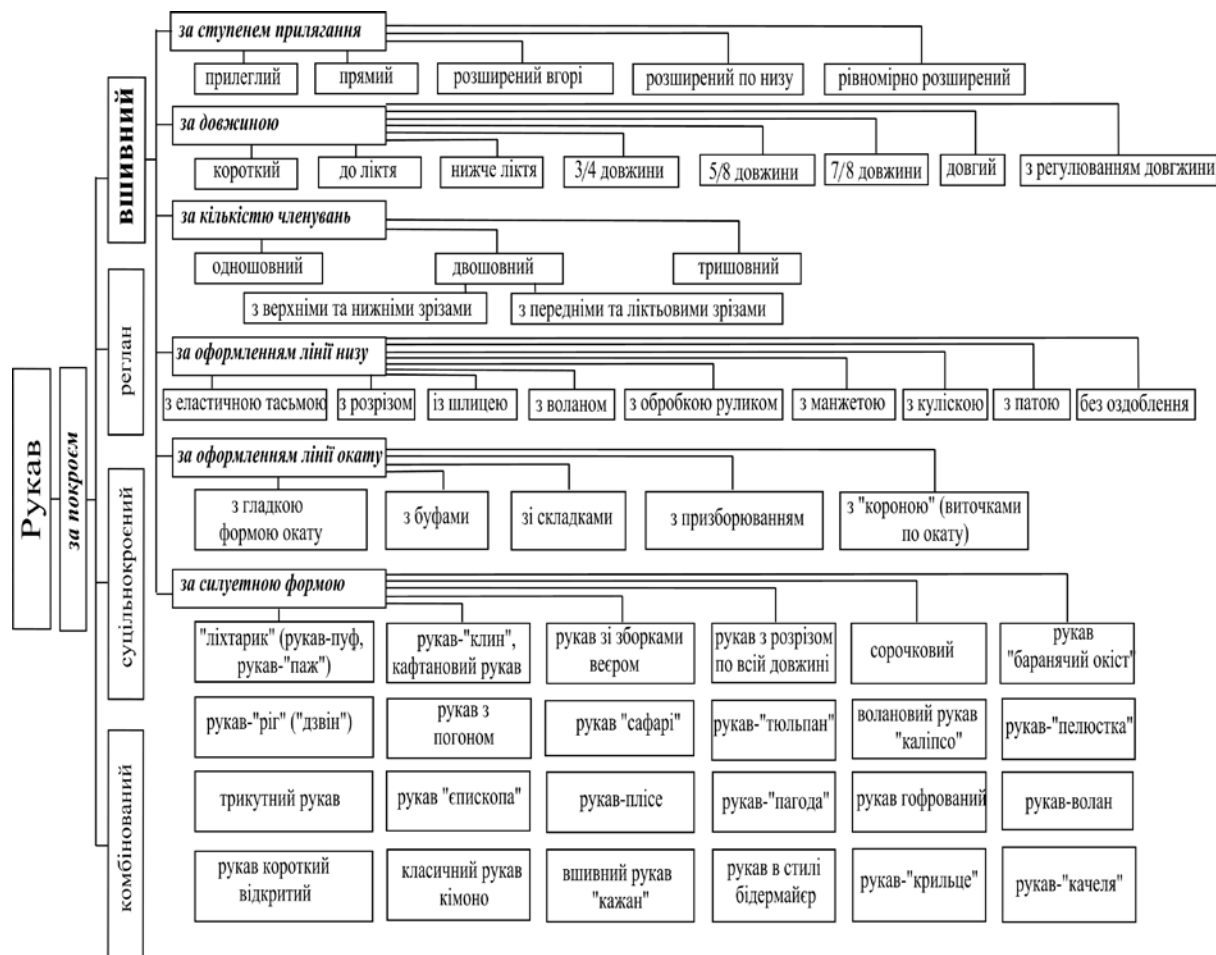 Рукав
за покроєм
вшивний
реглан
суцільнокроєний
комбінований
за ступенем прилягання
прилеглий
прямий
розширений вгорі
розширений по низу
рівномірно розширений
за довжиною
короткий
до ліктя
нижче ліктя
3/4 довжини
5/8 довжини
7/8 довжини
довгий
з регулюванням довгжини
за кількістю членувань
одношовний
двошовний
тришовний
з верхніми та нижніми зрізами
з передніми та ліктьовими зрізами
за оформленням лінії низу
з еластичною тасьмою
з розрізом
із шлицею
з воланом
з обробкою руликом
з манжетою
з куліскою
з патою
без оздоблення
за оформленням лінії окату
з гладкою
формою окату
з буфами
зі складками
з призборюванням
з "короною" (виточками
по окату)
за силуетною формою
"ліхтарик" (рукав-пуф,
рукав-"паж")
рукав-"клин",
кафтановий рукав
рукав зі зборками
веєром
рукав з розрізом
по всій довжині
сорочковий
рукав
"баранячий окіст"
рукав-"ріг" ("дзвін")
рукав з
погоном
рукав "сафарі"
рукав-"тюльпан"
волановий рукав
"каліпсо"
рукав-"пелюстка"
трикутний рукав
рукав "єпископа"
рукав-плісе
рукав-"пагода"
рукав гофрований
рукав-волан
рукав короткий
відкритий
класичний рукав
кімоно
вшивний рукав
"кажан"
рукав в стилі
бідермайєр
рукав-"крильце"
рукав-"качеля"